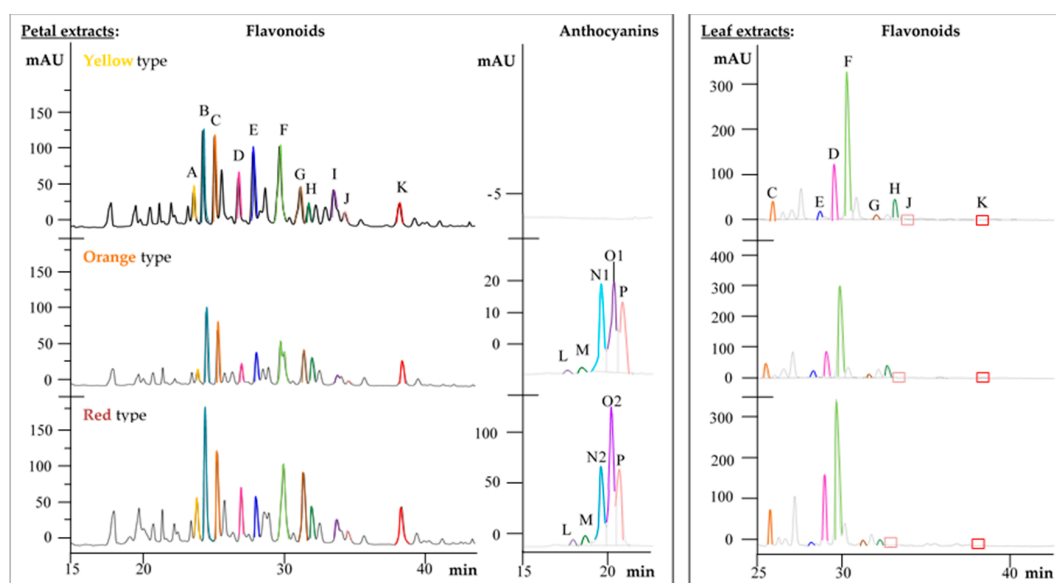 Petal extracts: Flavonoids Anthocyanins
mAU
Yellow type
150
100
50
0
A
B
C
D
E
F
G
H
I
J
K
mAU
-5
Orange type
150
100
50
0
20
10
0
L
M
N1
O1
P
Red type
150
100
50
0
15 20 30 40 min
100
50
0
L
M
N2
O2
P
15 20 min
Leaf extracts: Flavonoids
mAU
300
200
100
0
C
E
D
F
G
H
J
K
400
300
200
100
0
300
200
100
0
25 30 40 min